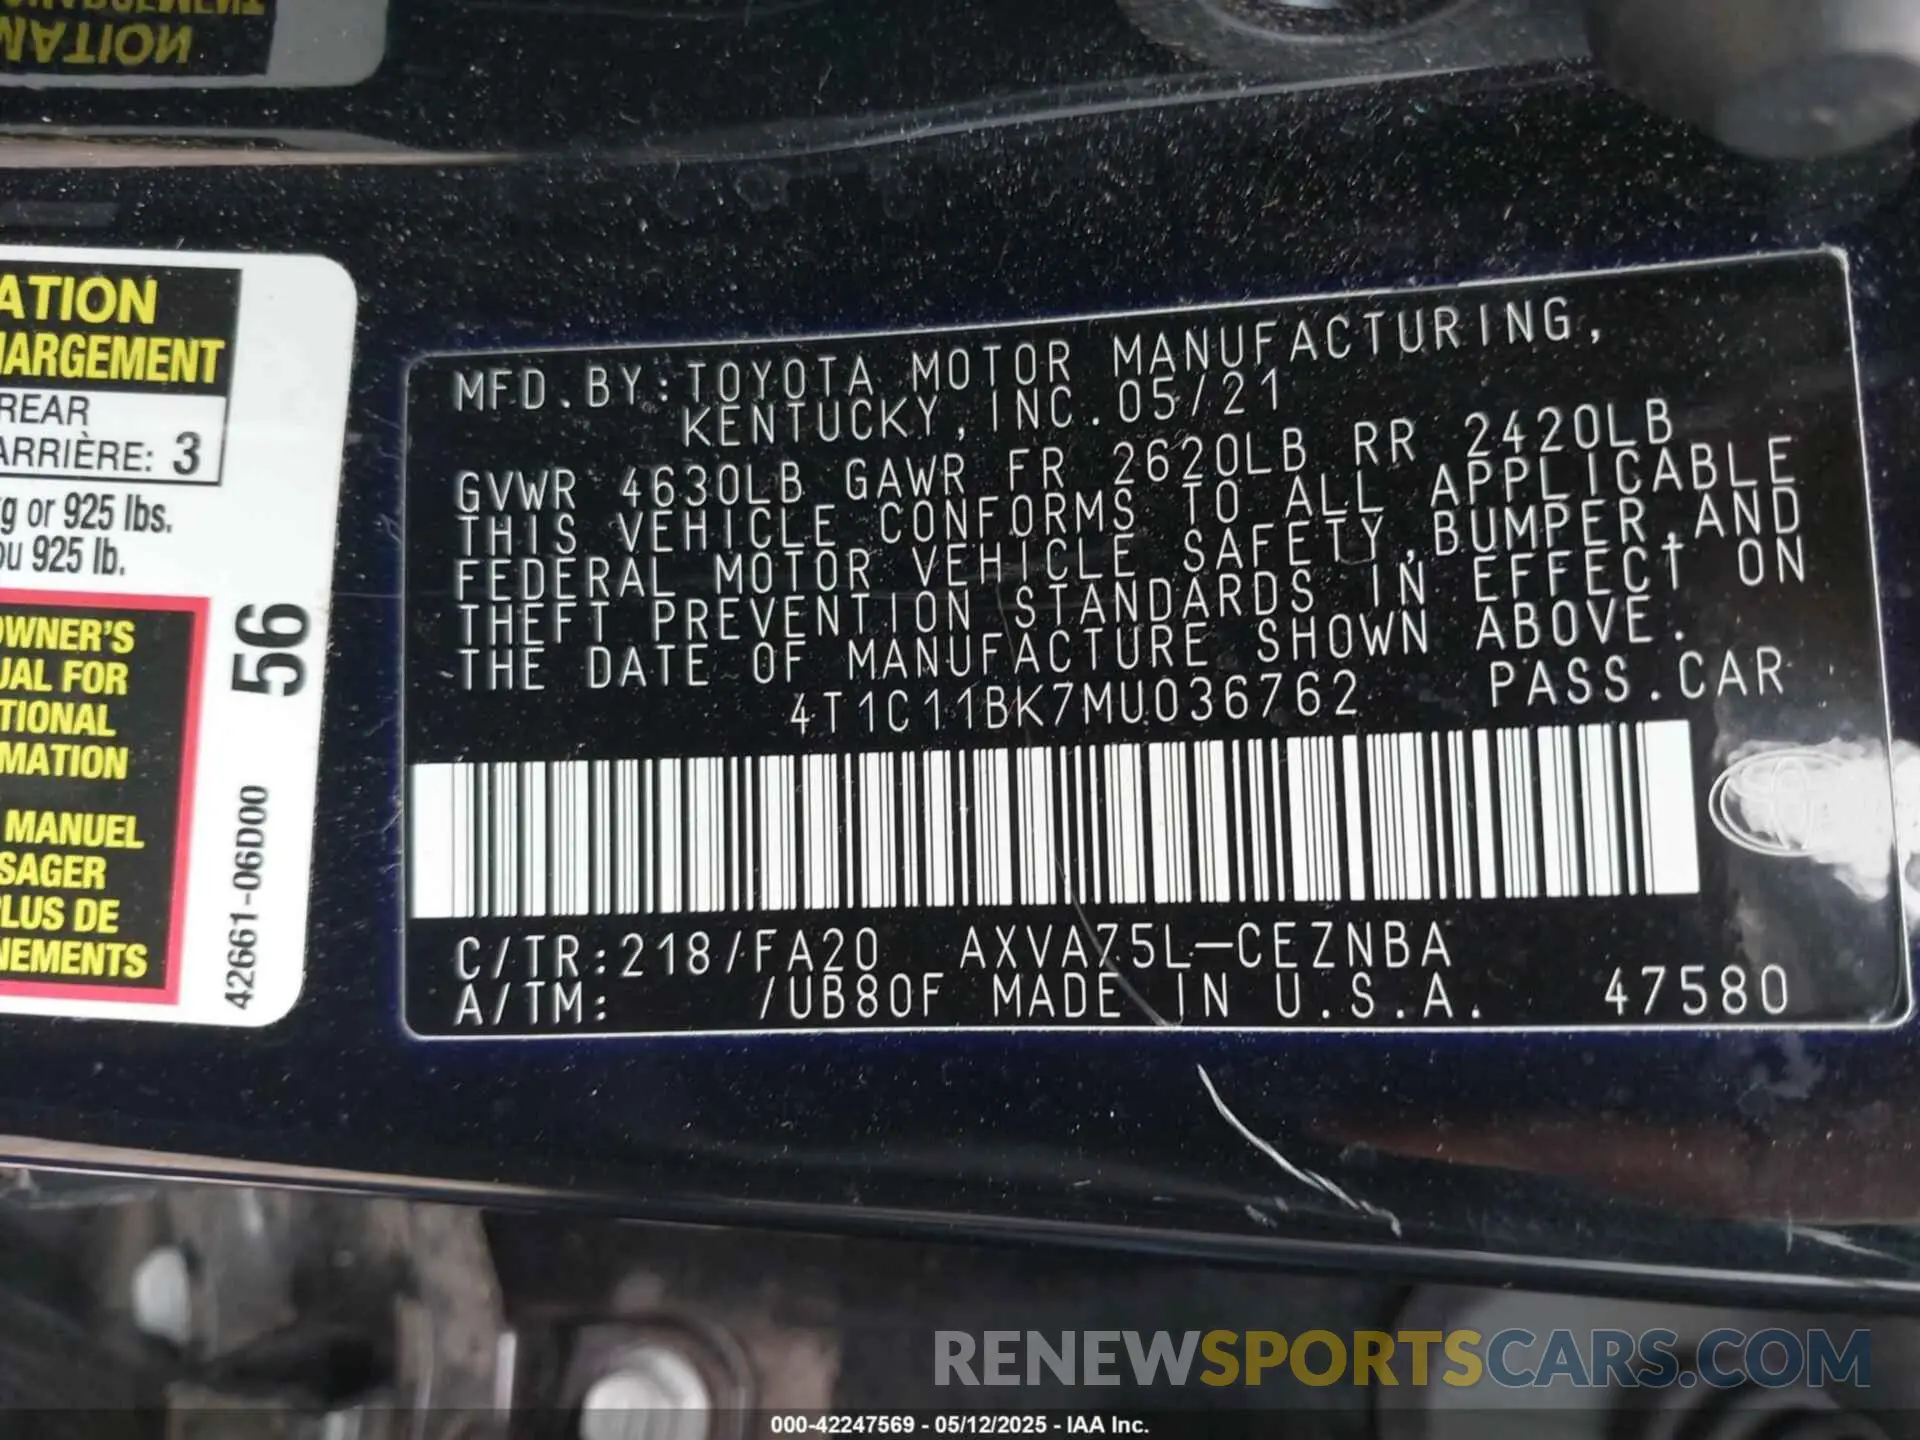 MATION
ATION
HARGEMENT
REAR
ARRIÈRE: 3
kg or 925 lbs.
ou 925 lb.
OWNER'S
UAL FOR
TIONAL
MATION
MANUEL
SAGER
PLUS DE
NEMENTS
56
42661-06D00
MFD.BY:TOYOTA MOTOR MANUFACTURING,
KENTUCKY,INC.05/21
GVWR 4630LB GAWR FR 2620LB RR 2420LB
THIS VEHICLE CONFORMS TO ALL APPLICABLE
FEDERAL MOTOR VEHICLE SAFETY,BUMPER,AND
THEFT PREVENTION STANDARDS IN EFFECT ON
THE DATE OF MANUFACTURE SHOWN ABOVE.
4T1C11BK7MU036762 PASS.CAR
C/TR:218/FA20 AXVA75L-CEZNBA
A/TM: /UB80F MADE IN U.S.A. 47580
RENEWSPORTSCARS.COM
000-42247569 - 05/12/2025 - IAA Inc.